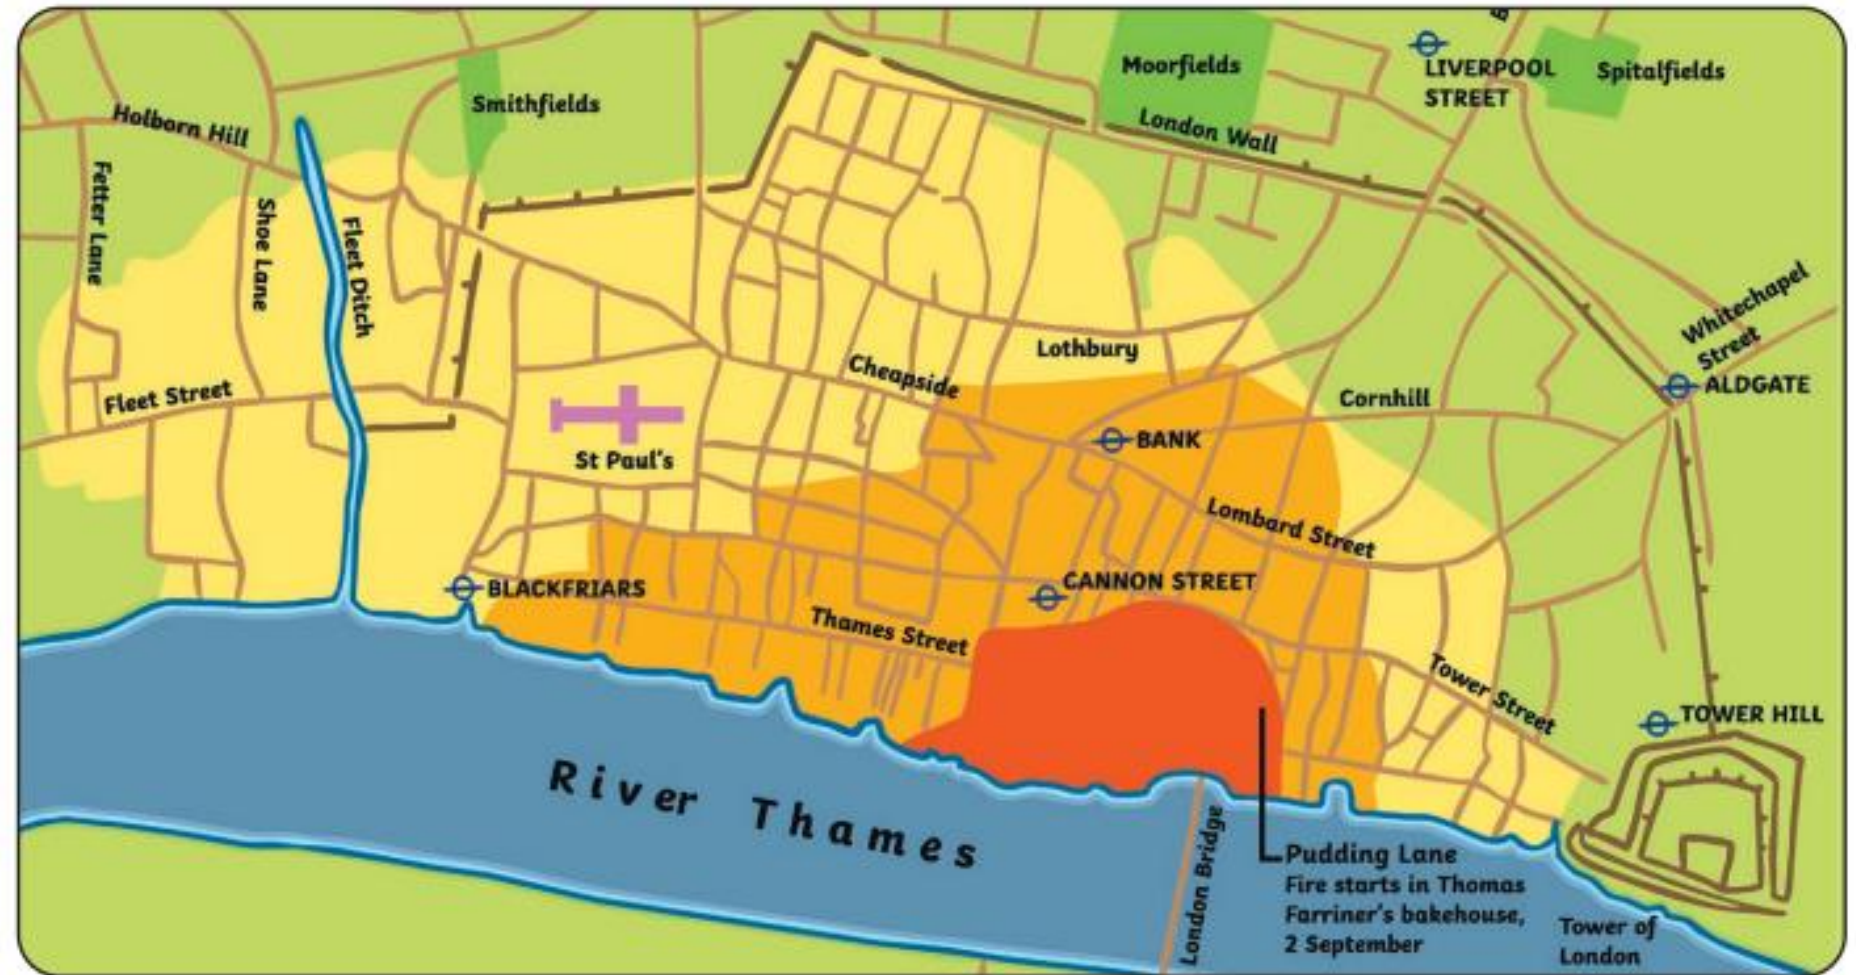 Moorfields
LIVERPOOL
STREET
Spitalfields
Smithfields
Holborn Hill
London Wall
Fetter Lane
Shoe Lane
Fleet Ditch
Whitechapel
Street
Lothbury
Cheapside
Cornhill
ALDGATE
Fleet Street
BANK
St Paul's
Lombard Street
BLACKFRIARS
CANNON STREET
Thames Street
Tower Street
TOWER HILL
River Thames
London Bridge
Pudding Lane
Fire starts in Thomas
Farriner's bakehouse,
2 September
Tower of
London